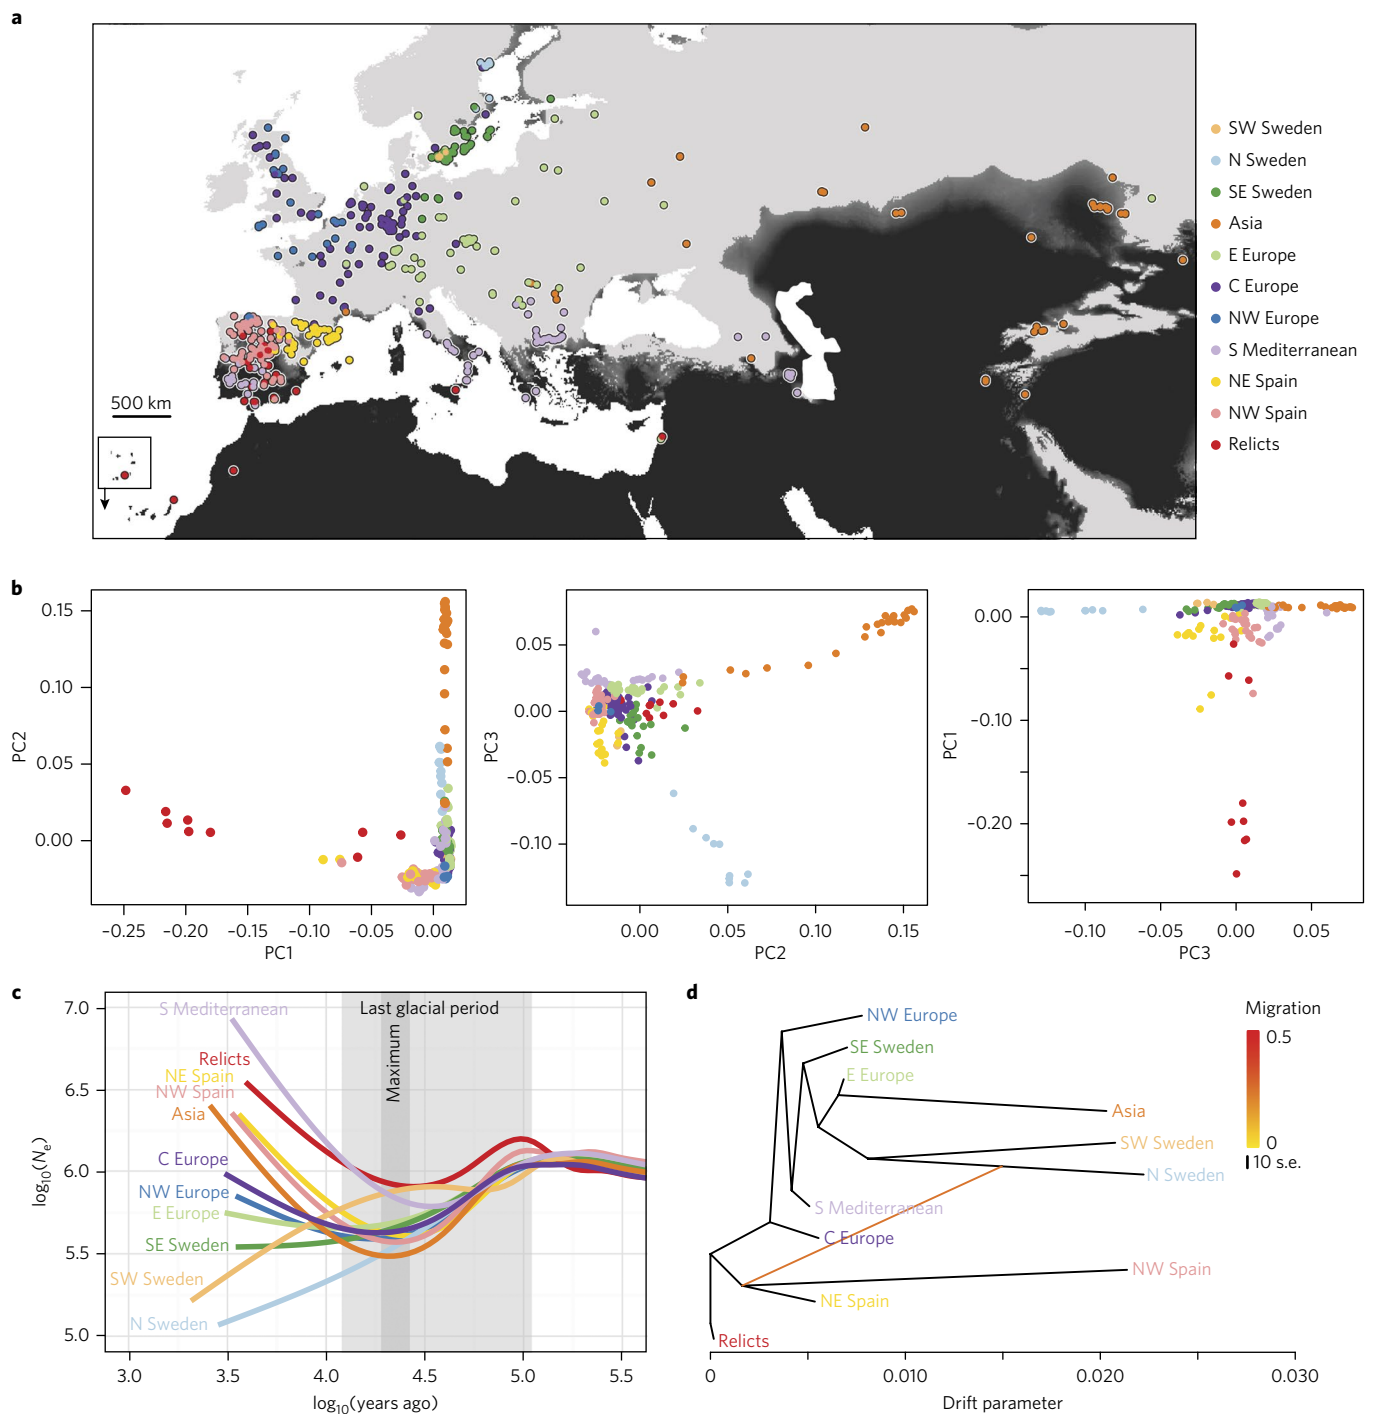 a
500 km
SW Sweden
N Sweden
SE Sweden
Asia
E Europe
C Europe
NW Europe
S Mediterranean
NE Spain
NW Spain
Relicts
b
0.15
0.10
0.05
0.00
PC2
−0.25 −0.20 −0.15 −0.10 −0.05 0.00
PC1
0.05
0.00
−0.05
−0.10
PC3
0.00 0.05 0.10 0.15
PC2
0.00
−0.10
−0.20
PC1
−0.10 −0.05 0.00 0.05
PC3
c
7.0
6.5
6.0
5.5
5.0
log10(Ne)
Last glacial period
Maximum
S Mediterranean
Relicts
NE Spain
NW Spain
Asia
C Europe
NW Europe
E Europe
SE Sweden
SW Sweden
N Sweden
3.0 3.5 4.0 4.5 5.0 5.5
log10(years ago)
d
NW Europe
SE Sweden
E Europe
Asia
SW Sweden
N Sweden
S Mediterranean
C Europe
NW Spain
NE Spain
Relicts
Migration
0.5
0
10 s.e.
0 0.010 0.020 0.030
Drift parameter